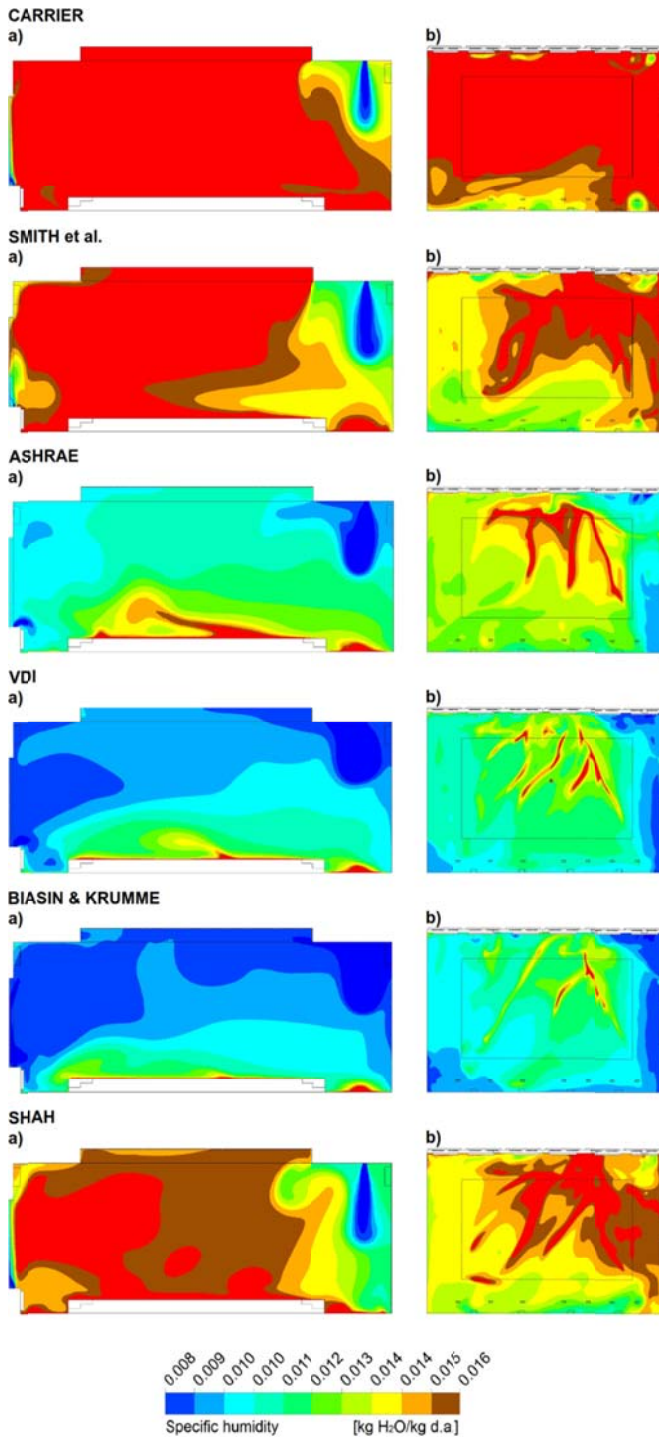 CARRIER
a) b)
SMITH et al.
a) b)
ASHRAE
a) b)
VDI
a) b)
BIASIN & KRUMME
a) b)
SHAH
a) b)
0.008 0.009 0.010 0.010 0.011 0.012 0.013 0.014 0.014 0.015 0.016
Specific humidity [kg H₂O/kg d.a]